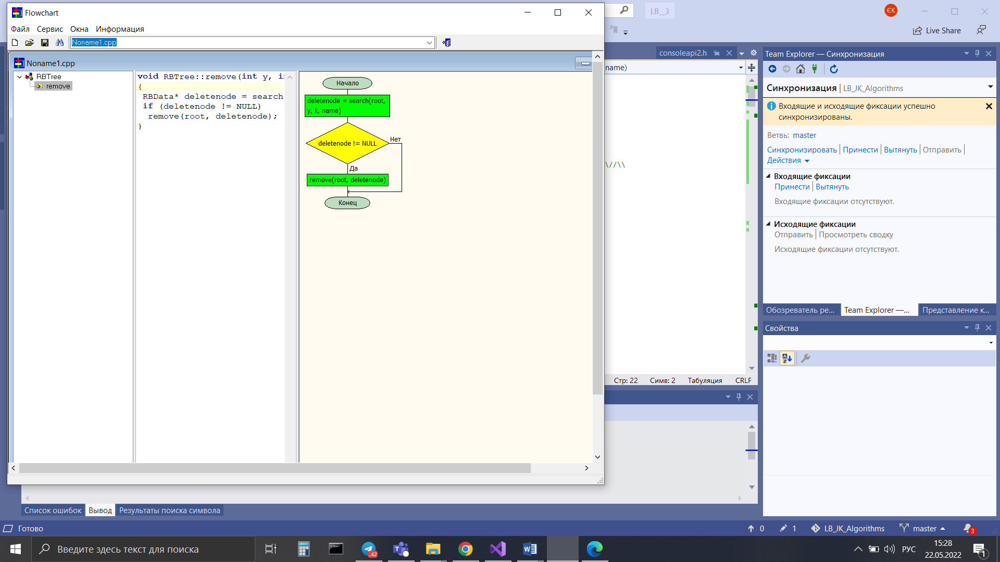 Flowchart
Файл Сервис Окна Информация
Noname1.cpp
Noname1.cpp
RBTree
remove
void RBTree::remove(int y, in
{
RBData* deletenode = search
if (deletenode != NULL)
remove(root, deletenode);
}
Начало
deletenode = search(root,
y, k, name)
deletenode != NULL
Нет
Да
remove(root, deletenode)
Конец
LB__3
ЄК
Live Share
consoleapi2.h
name)
\//\\
Стр: 22 Симв: 2 Табуляция CRLF
Team Explorer — Синхронизация
Синхронизация | LB_JK_Algorithms
Входящие и исходящие фиксации успешно
синхронизированы.
Ветвь: master
Синхронизировать | Принести | Вытянуть | Отправить |
Действия
Входящие фиксации
Принести | Вытянуть
Входящие фиксации отсутствуют.
Исходящие фиксации
Отправить | Просмотреть сводку
Исходящие фиксации отсутствуют.
Обозреватель ре... Team Explorer —... Представление к...
Свойства
Список ошибок Вывод Результаты поиска символа
Готово
0 1 LB_JK_Algorithms master 3
Введите здесь текст для поиска
42
РУС
15:28
22.05.2022
1